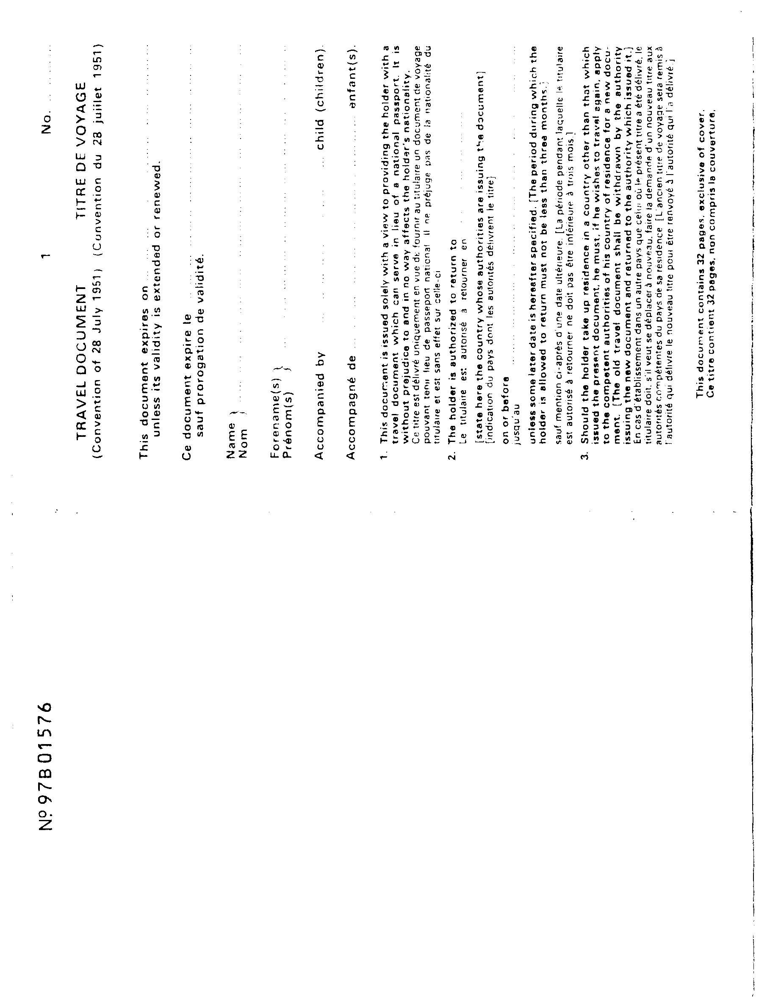 Nº 97B01576
1 No.
TRAVEL DOCUMENT TITRE DE VOYAGE
(Convention of 28 July 1951) (Convention du 28 juillet 1951)
This document expires on
unless its validity is extended or renewed.
Ce document expire le
sauf prorogation de validité.
Name }
Nom }
Forename(s) }
Prénom(s) }
Accompanied by child (children).
Accompagné de enfant(s).
1. This document is issued solely with a view to providing the holder with a
travel document which can serve in lieu of a national passport. It is
without prejudice to and in no way affects the holder's nationality.
Ce titre est délivré uniquement en vue de fournir au titulaire un document de voyage
pouvant tenir lieu de passeport national Il ne préjuge pas de la nationalité du
titulaire et est sans effet sur celle-ci
2. The holder is authorized to return to
Le titulaire est autorisé à retourner en
[state here the country whose authorities are issuing the document]
[indication du pays dont les autorités délivrent le titre]
on or before
jusqu'au
unless some later date is hereafter specified. [The period during which the
holder is allowed to return must not be less than three months.]
sauf mention ci-après d'une date ultérieure. [La période pendant laquelle le titulaire
est autorisé à retourner ne doit pas être inférieure à trois mois.]
3. Should the holder take up residence in a country other than that which
issued the present document, he must, if he wishes to travel again, apply
to the competent authorities of his country of residence for a new docu-
ment. [The old travel document shall be withdrawn by the authority
issuing the new document and returned to the authority which issued it.]
En cas d'établissement dans un autre pays que celui où le présent titre a été délivré, le
titulaire doit, s'il veut se déplacer à nouveau, faire la demande d'un nouveau titre aux
autorités compétentes du pays de sa résidence [L'ancien titre de voyage sera remis à
l'autorité qui délivre le nouveau titre pour être renvoyé à l'autorité qui l'a délivré.]
This document contains 32 pages, exclusive of cover.
Ce titre contient 32 pages, non compris la couverture.